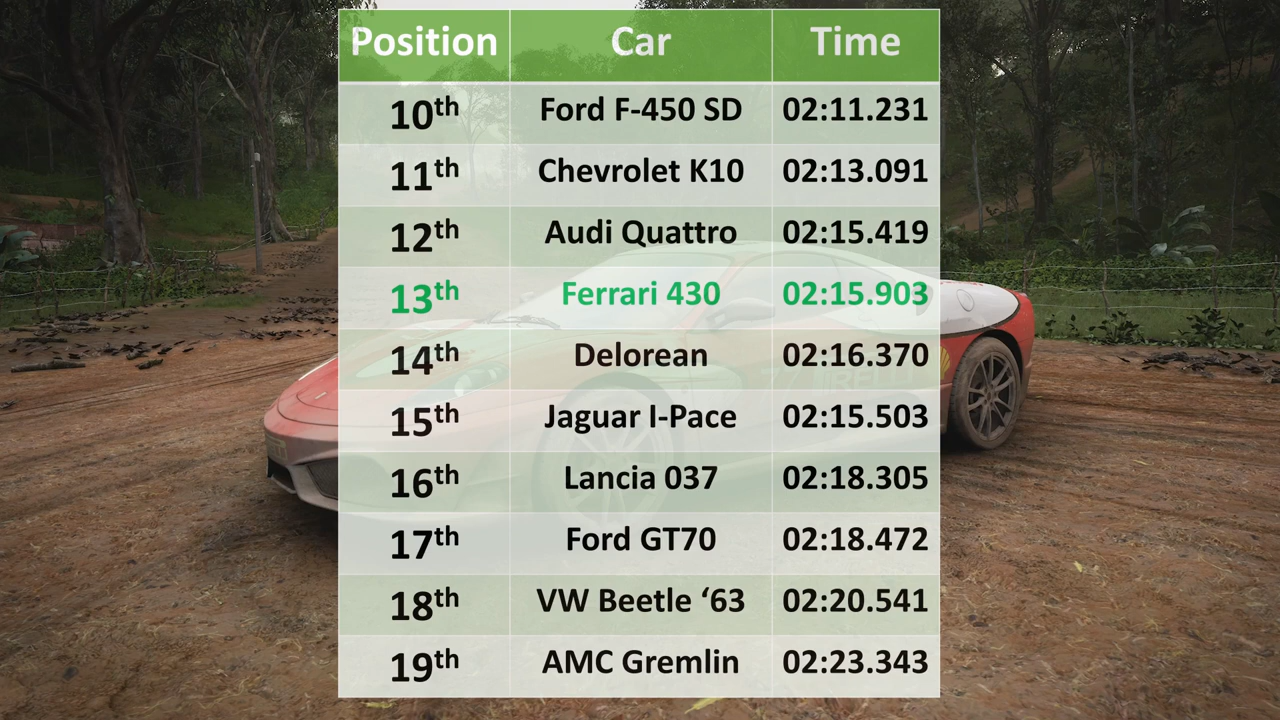 Position Car Time
10th Ford F-450 SD 02:11.231
11th Chevrolet K10 02:13.091
12th Audi Quattro 02:15.419
13th Ferrari 430 02:15.903
14th Delorean 02:16.370
15th Jaguar I-Pace 02:15.503
16th Lancia 037 02:18.305
17th Ford GT70 02:18.472
18th VW Beetle ‘63 02:20.541
19th AMC Gremlin 02:23.343